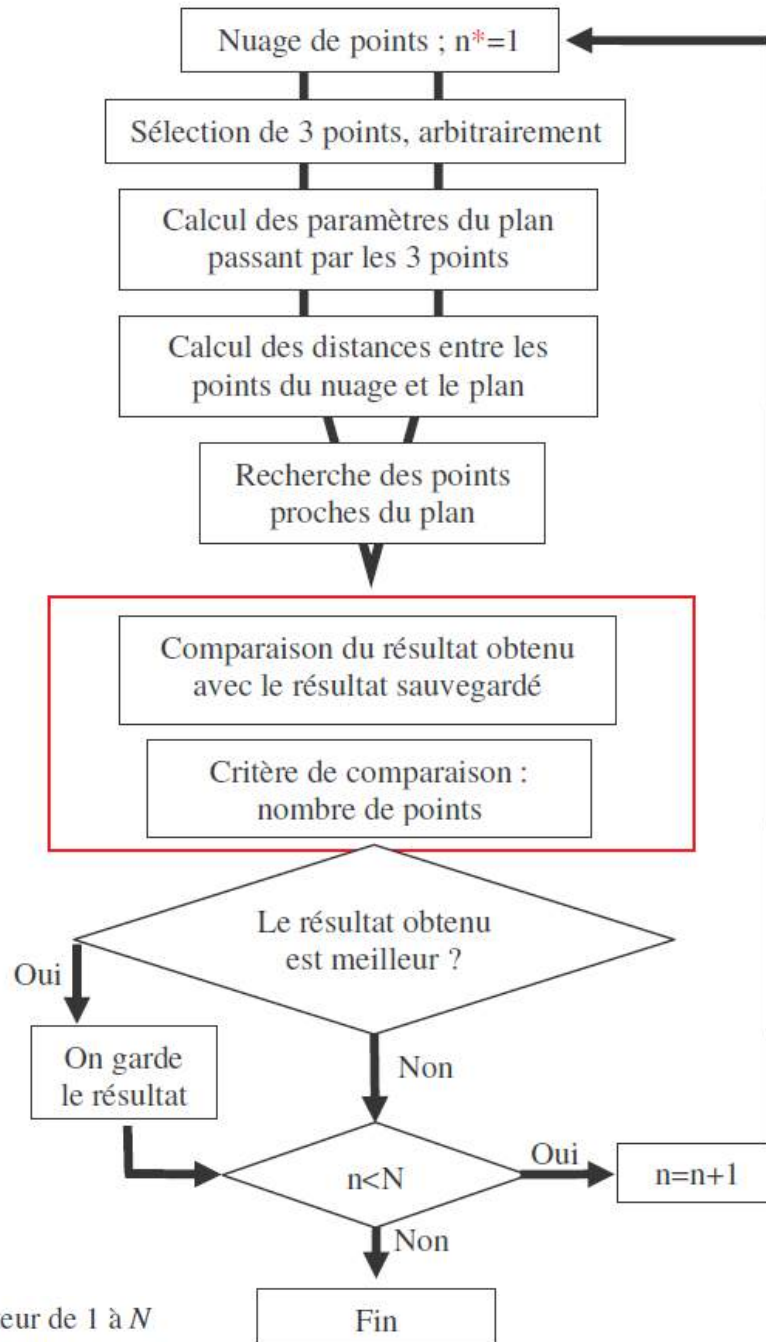 Nuage de points ; n*=1
Sélection de 3 points, arbitrairement
Calcul des paramètres du plan
passant par les 3 points
Calcul des distances entre les
points du nuage et le plan
Recherche des points
proches du plan
Comparaison du résultat obtenu
avec le résultat sauvegardé
Critère de comparaison :
nombre de points
Le résultat obtenu
est meilleur ?
Oui
On garde
le résultat
Non
n<N
Oui
n=n+1
Non
eur de 1 à N
Fin